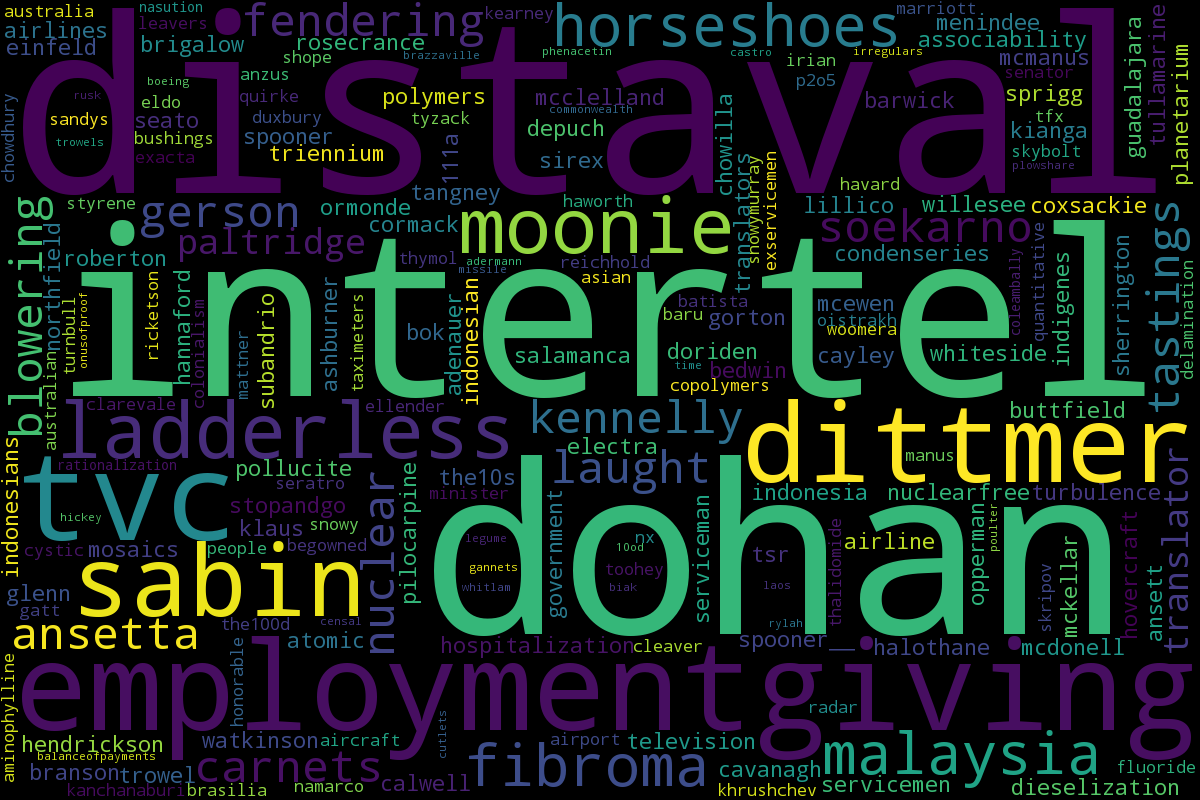 australia nasution leavers kearney marriott menindee
airlines fendering horseshoes associability
einfeld brigalow rosecrance shope brazzaville phenacetin castro irian irregulars mcmanus senator
distaval
chowdhury boeing rusk anzus p2o5 guadalajara tullamarine planetarium
eldo quirke polymers mcclelland commonwealth barwick sprigg
sandys seato duxbury tyzack depuch tfx
trowels bushings spooner 1111a kianga
exacta triennium sirex chowilla skybolt plowshare
tangney translators snowymurray exservicemen havard
styrene gerson ormonde moonie haworth lillico willesee coxsackie
blowering northfield paltridge cormack soekarno tastings
roberton thymol adermann missile reichhold asian condenseries quantitative coleambally indigenes sherrington delamination
intertel
turnbull onusofproof ricketson hannaford colonialism mattner subandrio ashburner taximeters bok adenauer indonesian batista baru gorton mcewen oistrakh woomera
salamanca doriden time bedwin copolymers cayley whiteside
australian clarevale ellender kennelly buttfield
ladderless electra dittmer
indonesians rationalization pollucite seratro laught manus
tvc the10s indonesia nuclearfree turbulence translator
stopandgo minister
hickey klaus snowy nuclear pilocarpine
dohan
cystic mosaics people begowned legume government nx 10od serviceman tsr airline opperman poulter
sabin gannets toohey thalidomide skripov mckellar hovercraft ansett
glenn whitlam biak laos
gatt the100d censal rylah
ansetta honorable atomic hospitalization cleaver spooner__ halothane mcdonell
employmentgiving
aminophylline radar
hendrickson watkinson aircraft cutlets airport television malaysia
balanceofpayments fibroma
branson trowel carnets cavanagh fluoride
kanchanaburi brasilia namarco calwell khrushchev servicemen dieselization